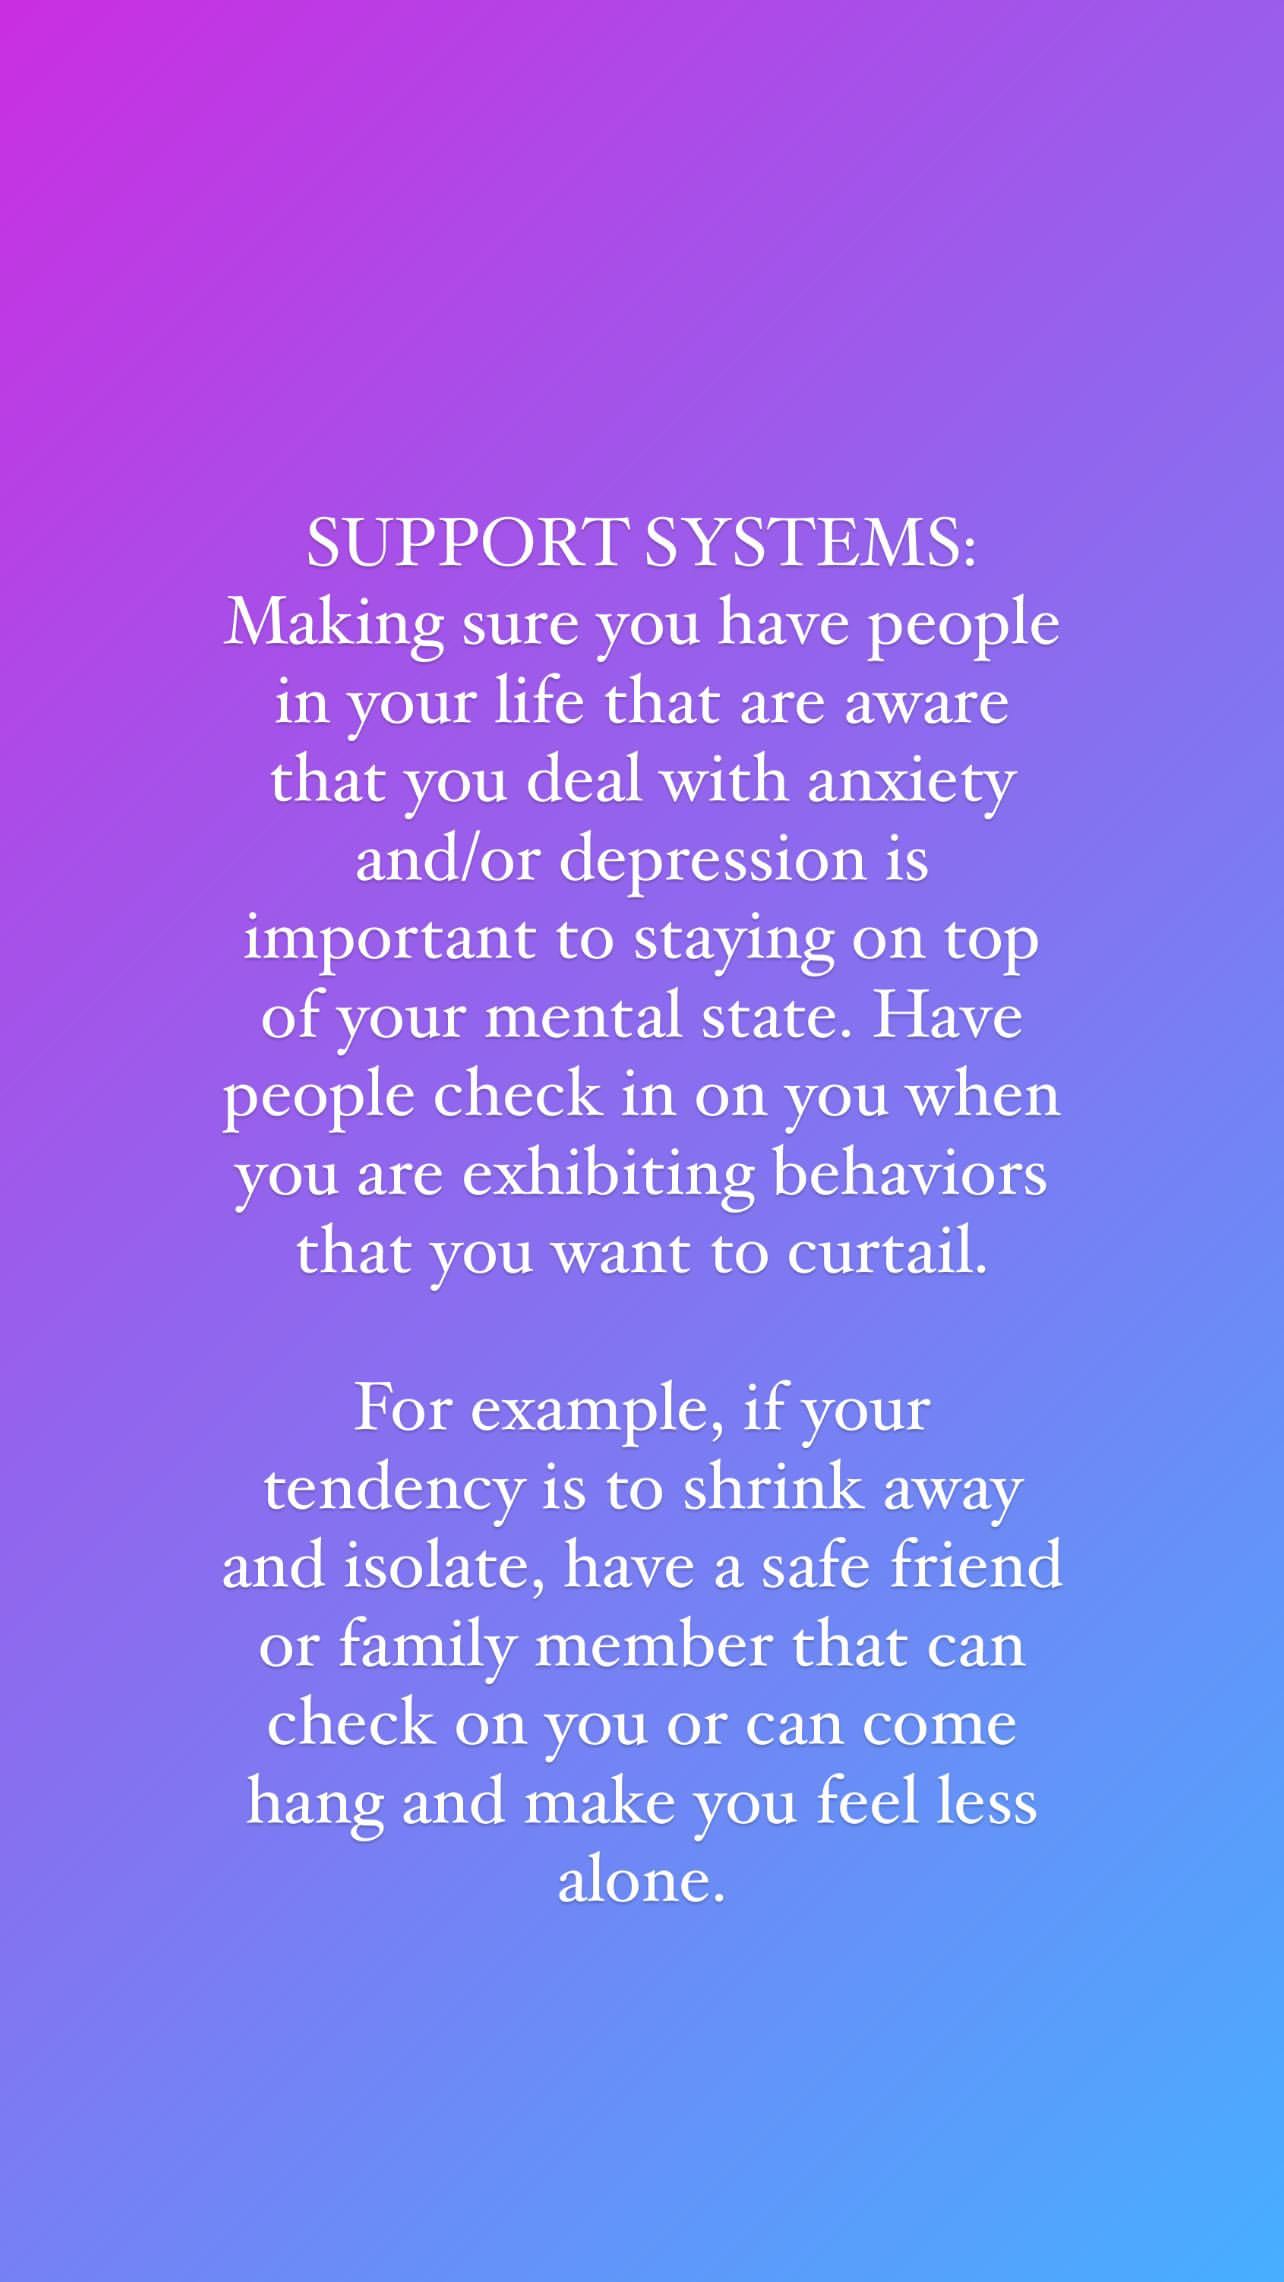 SUPPORT SYSTEMS:
Making sure you have people
in your life that are aware
that you deal with anxiety
and/or depression is
important to staying on top
of your mental state. Have
people check in on you when
you are exhibiting behaviors
that you want to curtail.
For example, if your
tendency is to shrink away
and isolate, have a safe friend
or family member that can
check on you or can come
hang and make you feel less
alone.